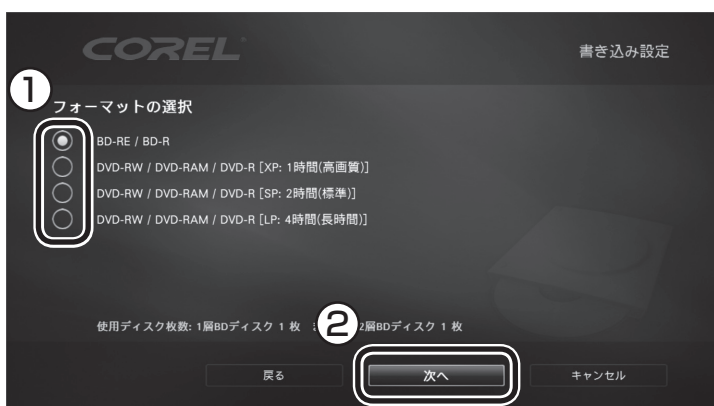 COREL
書き込み設定
①
フォーマットの選択
BD-RE / BD-R
DVD-RW / DVD-RAM / DVD-R [XP: 1時間(高画質)]
DVD-RW / DVD-RAM / DVD-R [SP: 2時間(標準)]
DVD-RW / DVD-RAM / DVD-R [LP: 4時間(長時間)]
使用ディスク枚数: 1層BDディスク 1 枚 ② 2層BDディスク 1 枚
戻る 次へ キャンセル